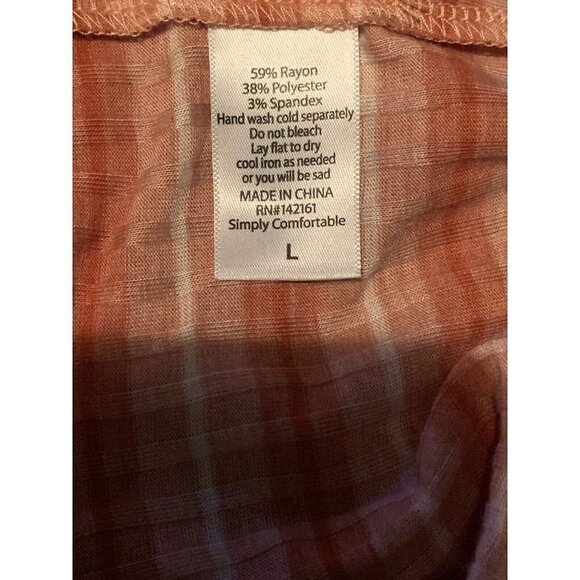 59% Rayon
38% Polyester
3% Spandex
Hand wash cold separately
Do not bleach
Lay flat to dry
cool iron as needed
or you will be sad
MADE IN CHINA
RN#142161
Simply Comfortable
L